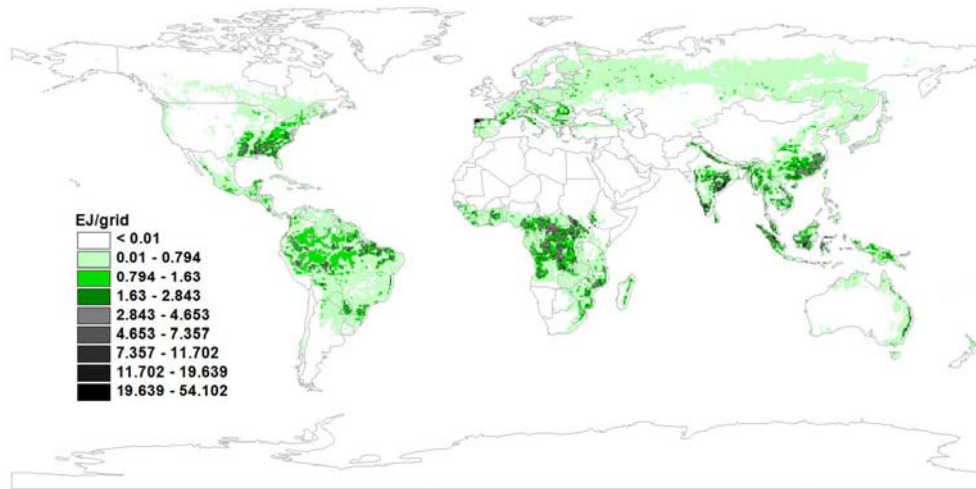 EJ/grid
< 0.01
0.01 - 0.794
0.794 - 1.63
1.63 - 2.843
2.843 - 4.653
4.653 - 7.357
7.357 - 11.702
11.702 - 19.639
19.639 - 54.102